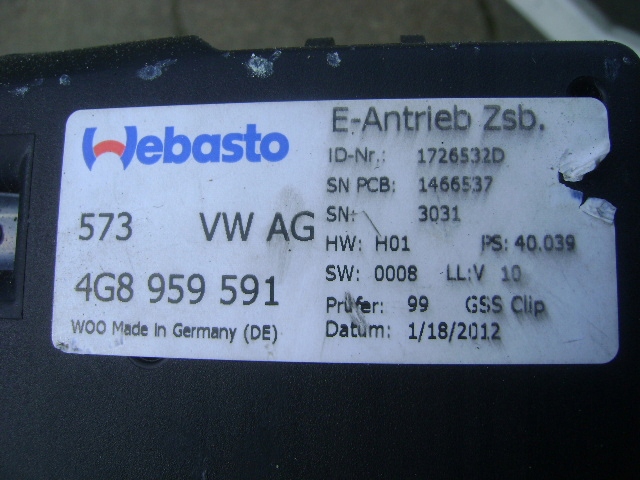 Webasto
573 VW AG
4G8 959 591
WOO Made in Germany (DE)
E-Antrieb Zsb.
ID-Nr.: 1726532D
SN PCB: 1466537
SN: 3031
HW: H01 PS: 40.039
SW: 0008 LL:V 10
Prüfer: 99 GSS Clip
Datum: 1/18/2012